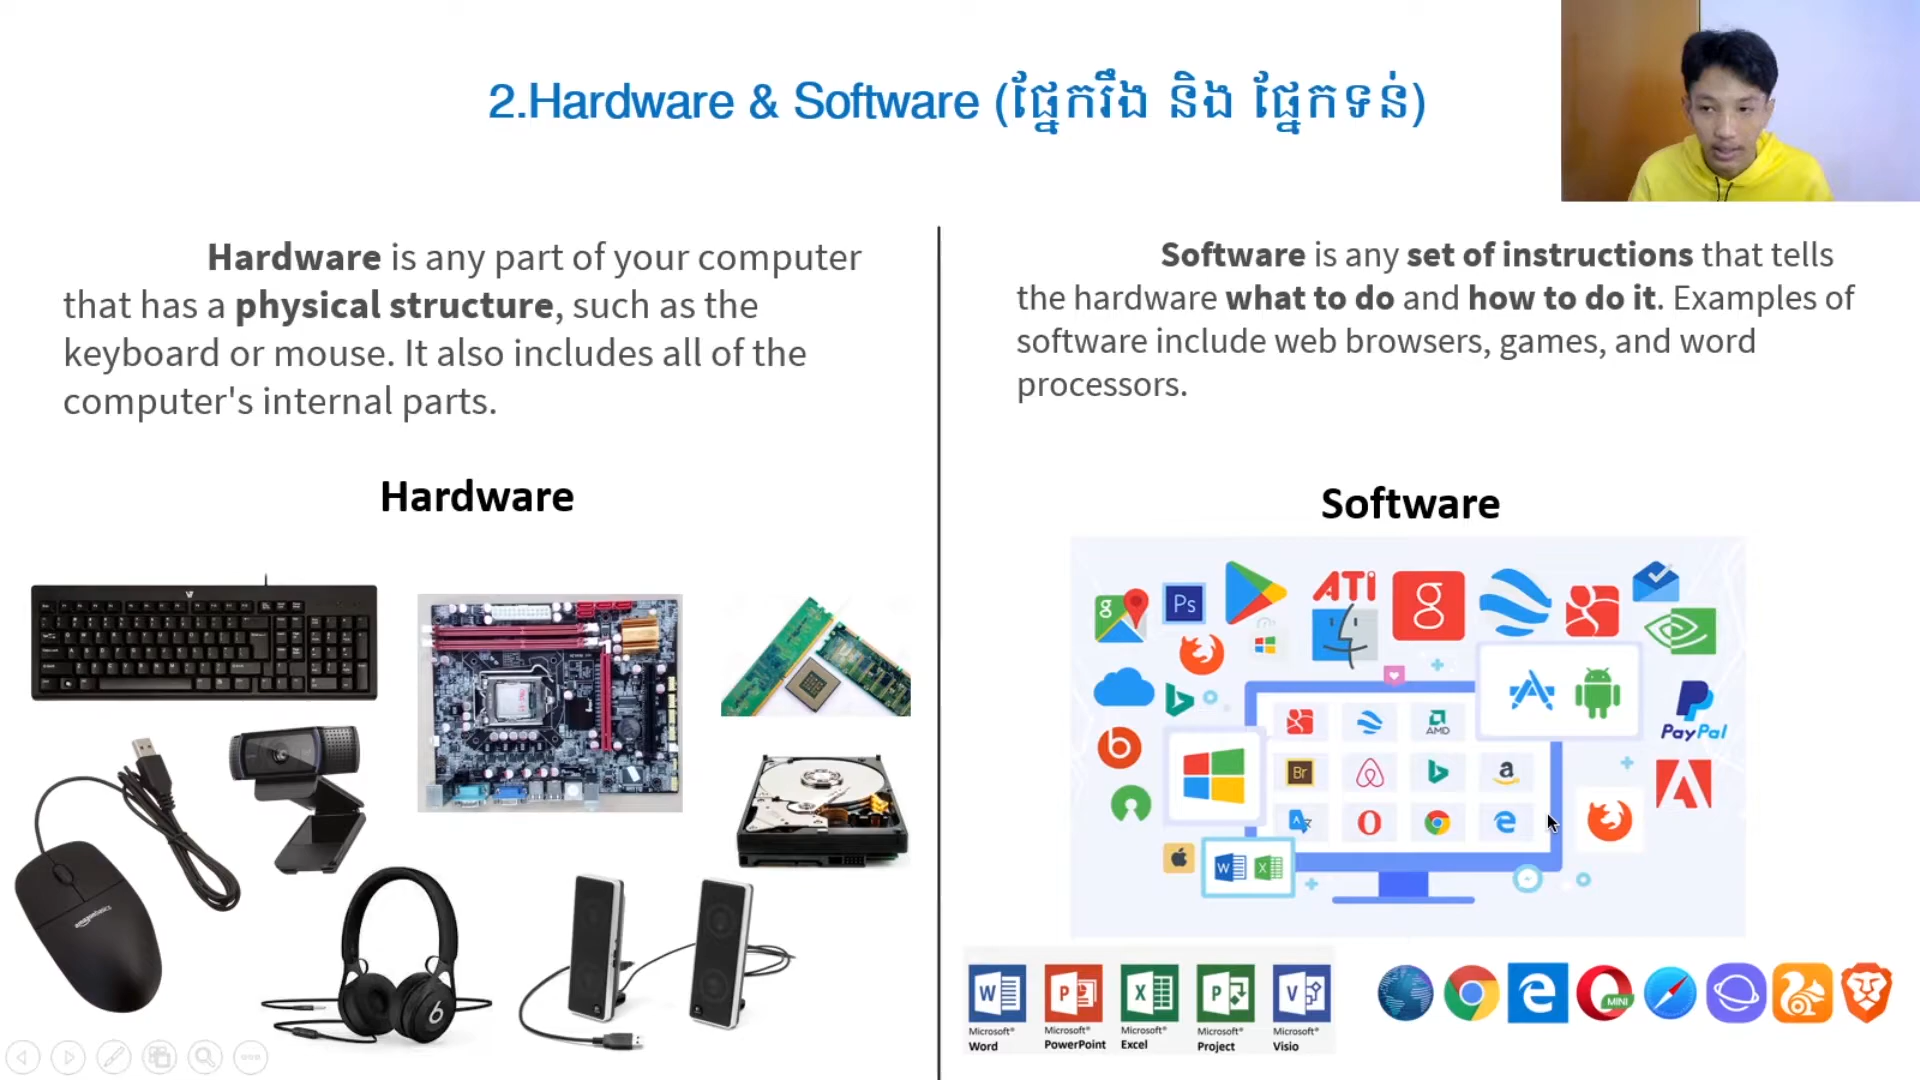 2.Hardware & Software (ផ្នែករឹង និង ផ្នែកទន់)
Hardware is any part of your computer
that has a physical structure, such as the
keyboard or mouse. It also includes all of the
computer's internal parts.
Hardware
amazonbasics
Software is any set of instructions that tells
the hardware what to do and how to do it. Examples of
software include web browsers, games, and word
processors.
Software
g
Ps
ATi
g
PayPal
AMD
Br
a
W X
Microsoft® Word
Microsoft® PowerPoint
Microsoft® Excel
Microsoft® Project
Microsoft® Visio
MINI